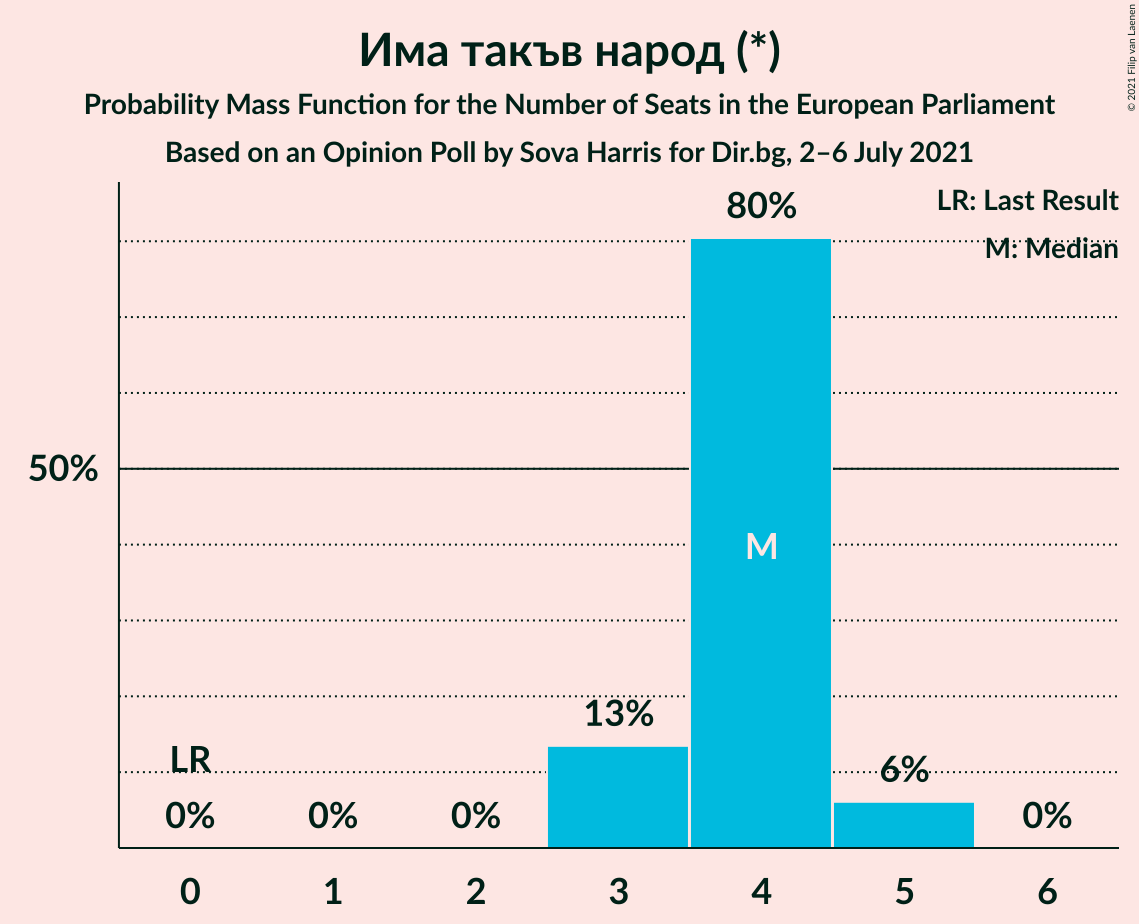 Има такъв народ (*)
Probability Mass Function for the Number of Seats in the European Parliament
Based on an Opinion Poll by Sova Harris for Dir.bg, 2–6 July 2021
© 2021 Filip van Laenen
LR: Last Result
M: Median
80%
50%
M
13%
LR
6%
0%
0%
0%
0%
0
1
2
3
4
5
6